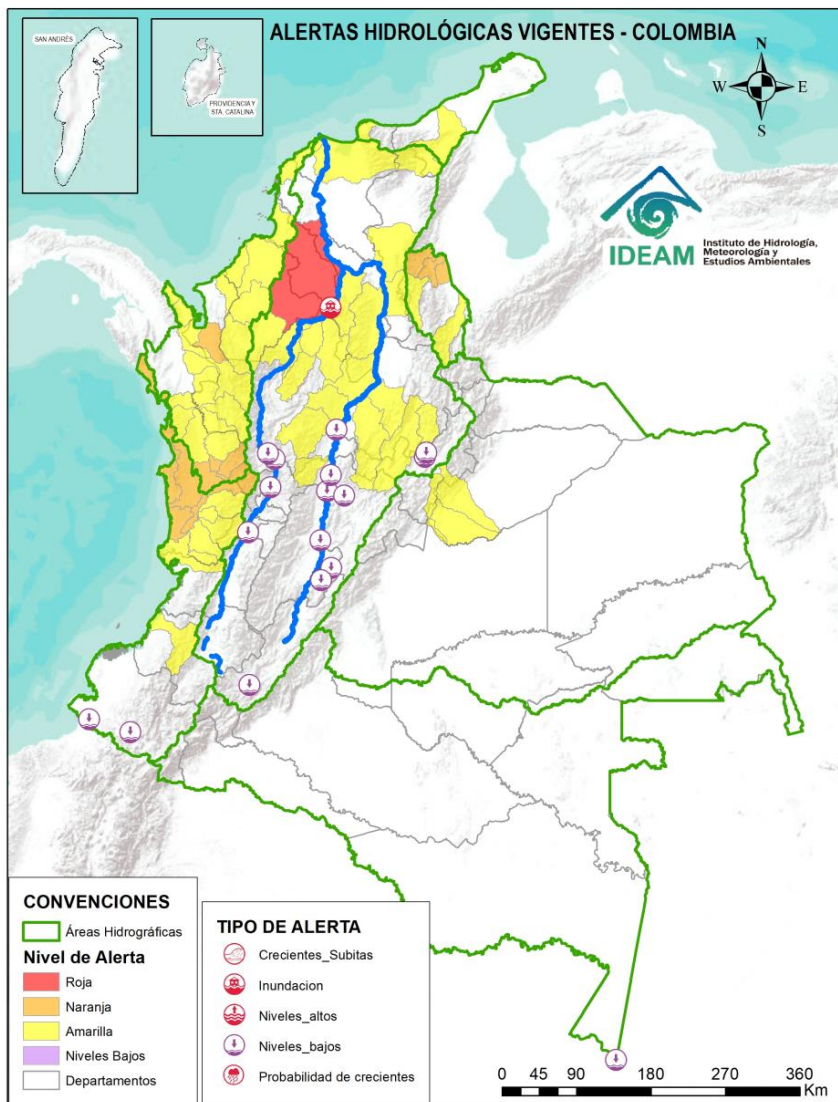 ALERTAS HIDROLÓGICAS VIGENTES - COLOMBIA
SAN ANDRÉS
PROVIDENCIA Y
STA. CATALINA
N
W
E
S
IDEAM
Instituto de Hidrología,
Meteorología y
Estudios Ambientales
CONVENCIONES
Áreas Hidrográficas
Nivel de Alerta
Roja
Naranja
Amarilla
Niveles Bajos
Departamentos
TIPO DE ALERTA
Crecientes_Subitas
Inundacion
Niveles_altos
Niveles_bajos
Probabilidad de crecientes
0 45 90 180 270 360
Km